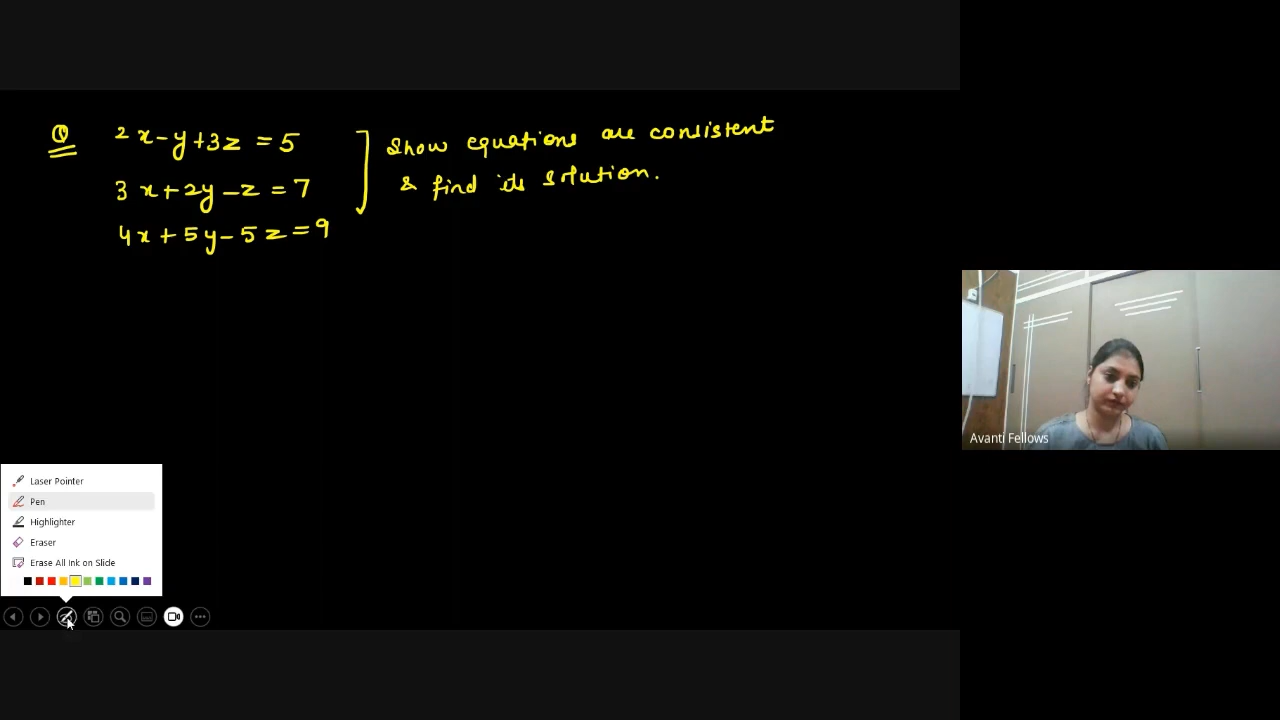 Q 2x-y+3z = 5
3x+2y-z = 7
4x+5y-5z=9
Show equations are consistent
& find its solution.
Avanti Fellows
Laser Pointer
Pen
Highlighter
Eraser
Erase All Ink on Slide